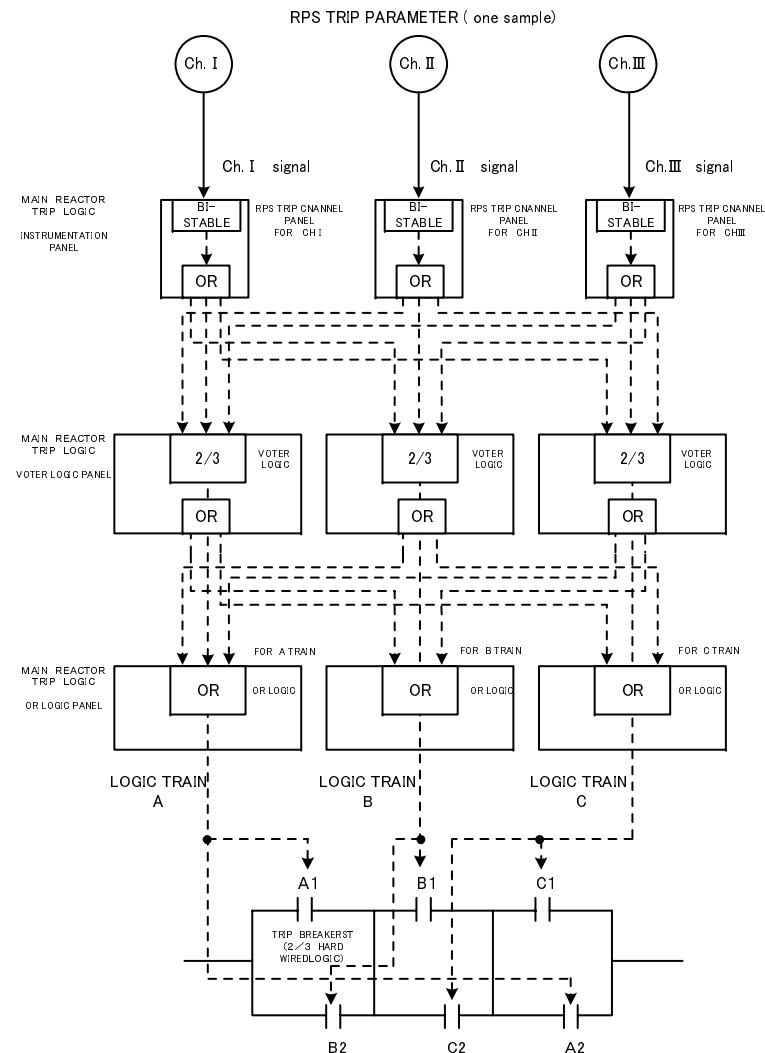 RPS TRIP PARAMETER ( one sample)
Ch. Ⅰ
Ch. Ⅱ
Ch.Ⅲ
Ch. Ⅰ signal
Ch.Ⅱ signal
Ch.Ⅲ signal
MAIN REACTOR
TRIP LOGIC
INSTRUMENTATION
PANEL
BI-
STABLE
OR
RPS TRIP CNANNEL
PANEL
FOR CHⅠ
BI-
STABLE
OR
RPS TRIP CNANNEL
PANEL
FOR CHⅡ
BI-
STABLE
OR
RPS TRIP CNANNEL
PANEL
FOR CHⅢ
MAIN REACTOR
TRIP LOGIC
VOTER LOGIC PANEL
2/3
VOTER
LOGIC
OR
2/3
VOTER
LOGIC
OR
2/3
VOTER
LOGIC
OR
MAIN REACTOR
TRIP LOGIC
OR LOGIC PANEL
FOR A TRAIN
OR
OR LOGIC
FOR B TRAIN
OR
OR LOGIC
FOR C TRAIN
OR
OR LOGIC
LOGIC TRAIN
A
LOGIC TRAIN
B
LOGIC TRAIN
C
A1
B1
C1
TRIP BREAKERST
(2/3 HARD
WIREDLOGIC)
B2
C2
A2